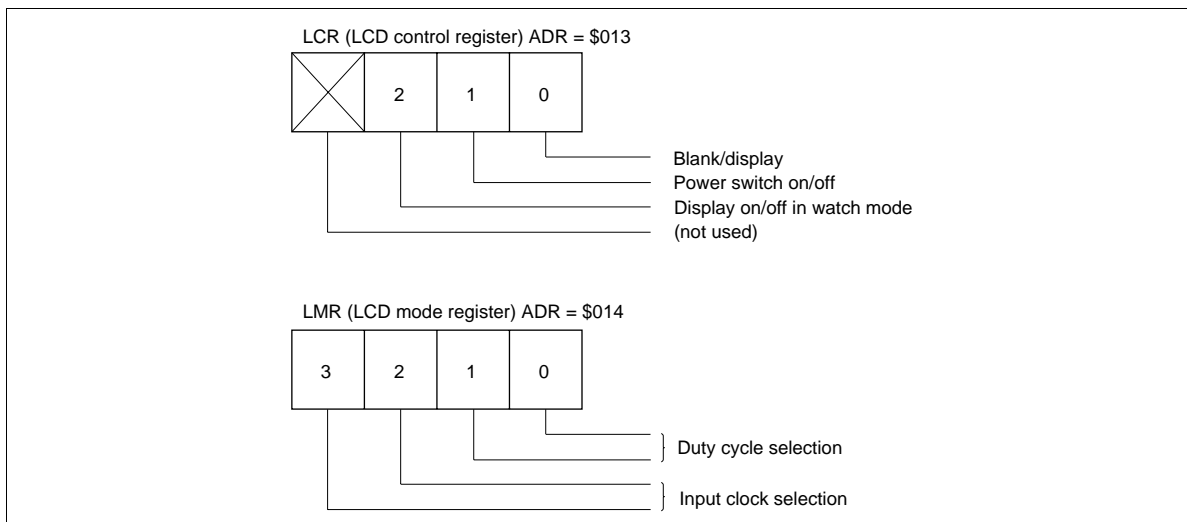 LCR (LCD control register) ADR = $013
2 1 0
Blank/display
Power switch on/off
Display on/off in watch mode
(not used)
LMR (LCD mode register) ADR = $014
3 2 1 0
Duty cycle selection
Input clock selection